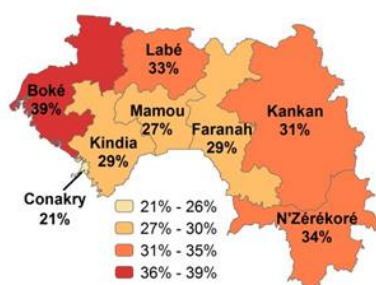 Labé
33%
Boké
39%
Mamou
27%
Kankan
31%
Faranah
29%
Kindia
29%
Conakry
21%
N'Zérékoré
34%
21% - 26%
27% - 30%
31% - 35%
36% - 39%